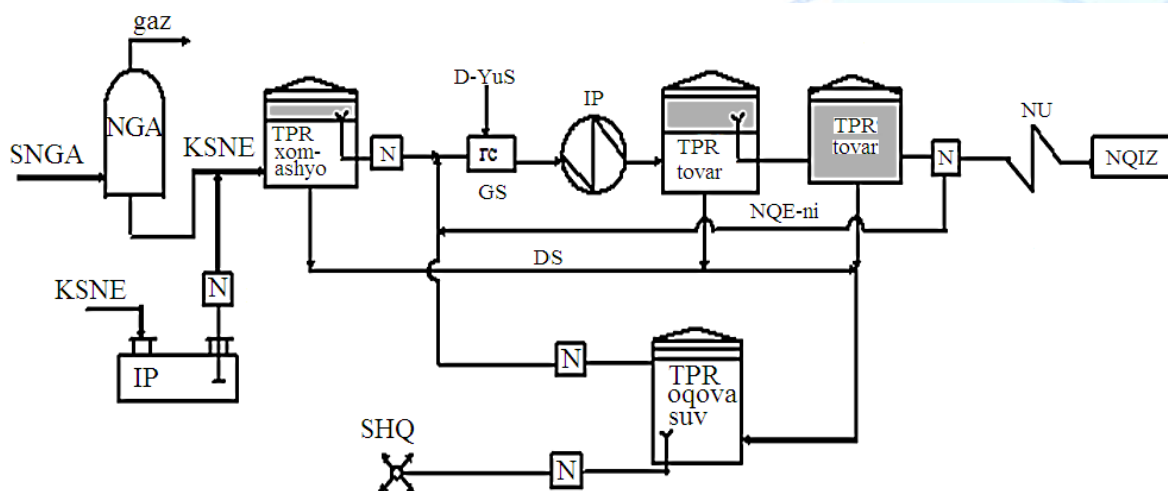 gaz
NGA
SNGA
KSNE
TPR
xom-
ashyo
N
D-YuS
ГС
GS
IP
TPR
tovar
TPR
tovar
N
NU
NQIZ
NQE-ni
DS
KSNE
N
IP
N
TPR
oqova
suv
SHQ
N